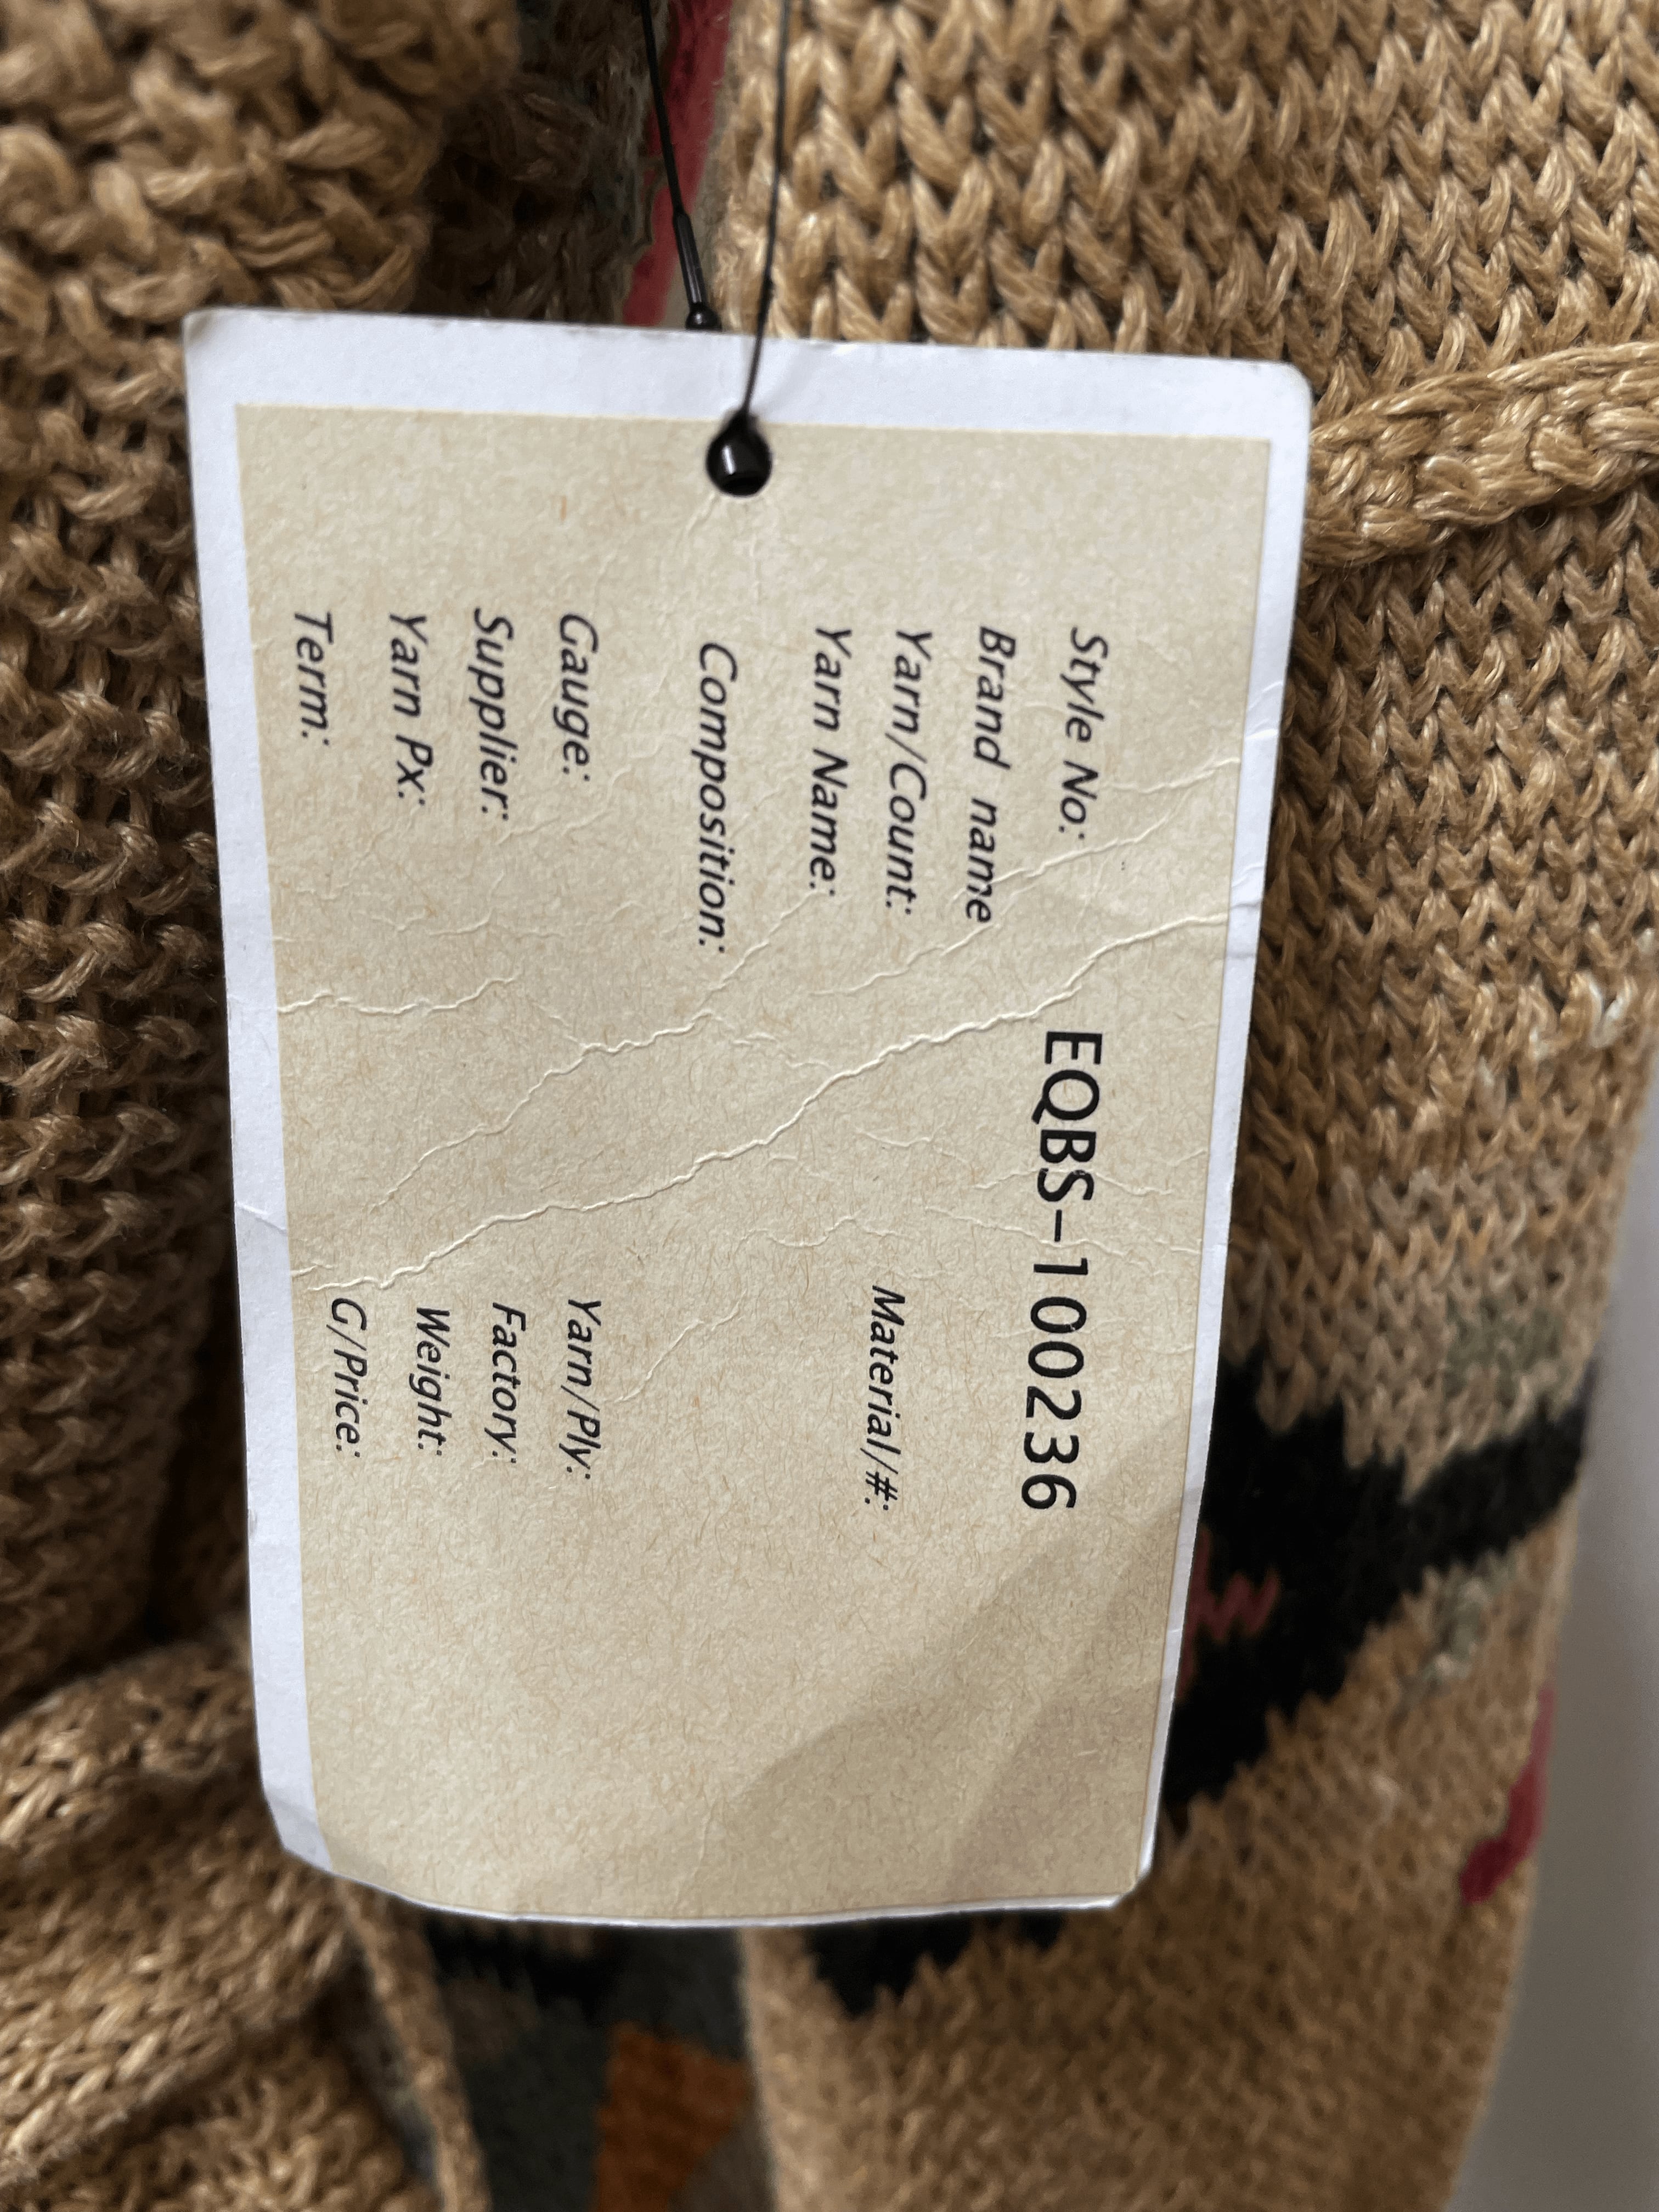 Style No: EQBS-100236
Brand name
Yarn/Count: Material/#:
Yarn Name:
Composition:
Gauge: Yarn/Ply:
Supplier: Factory:
Yarn Px: Weight:
Term: G/Price: